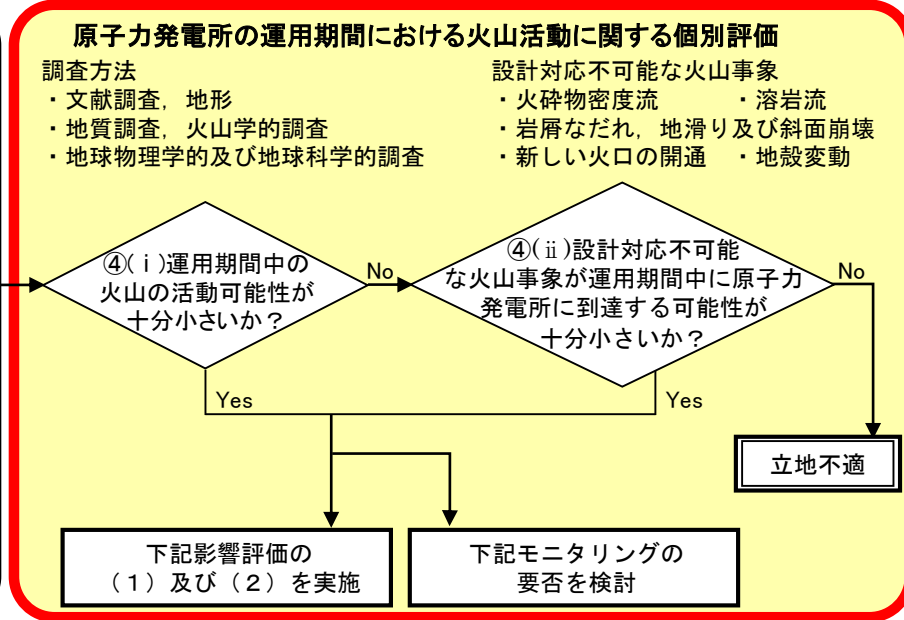 原子力発電所の運用期間における火山活動に関する個別評価
調査方法
・文献調査，地形
・地質調査，火山学的調査
・地球物理学的及び地球科学的調査
設計対応不可能な火山事象
・火砕物密度流 ・溶岩流
・岩屑なだれ，地滑り及び斜面崩壊
・新しい火口の開通 ・地殻変動
④(ⅰ)運用期間中の
火山の活動可能性が
十分小さいか？
No
④(ⅱ)設計対応不可能
な火山事象が運用期間中に原子力
発電所に到達する可能性が
十分小さいか？
No
Yes
Yes
立地不適
下記影響評価の
（１）及び（２）を実施
下記モニタリングの
要否を検討